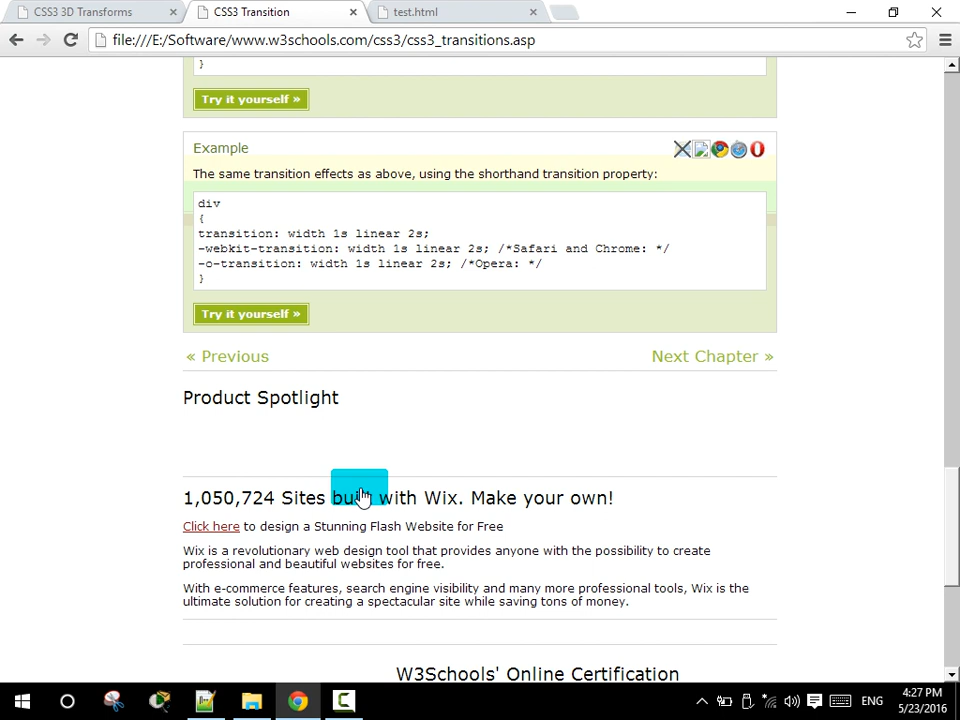 CSS3 3D Transforms
CSS3 Transition
test.html
file:///E:/Software/www.w3schools.com/css3/css3_transitions.asp
}
Try it yourself »
Example
The same transition effects as above, using the shorthand transition property:
div
{
transition: width 1s linear 2s;
-webkit-transition: width 1s linear 2s; /*Safari and Chrome: */
-o-transition: width 1s linear 2s; /*Opera: */
}
Try it yourself »
« Previous
Next Chapter »
Product Spotlight
1,050,724 Sites built with Wix. Make your own!
Click here to design a Stunning Flash Website for Free
Wix is a revolutionary web design tool that provides anyone with the possibility to create
professional and beautiful websites for free.
With e-commerce features, search engine visibility and many more professional tools, Wix is the
ultimate solution for creating a spectacular site while saving tons of money.
W3Schools' Online Certification
ENG
4:27 PM
5/23/2016